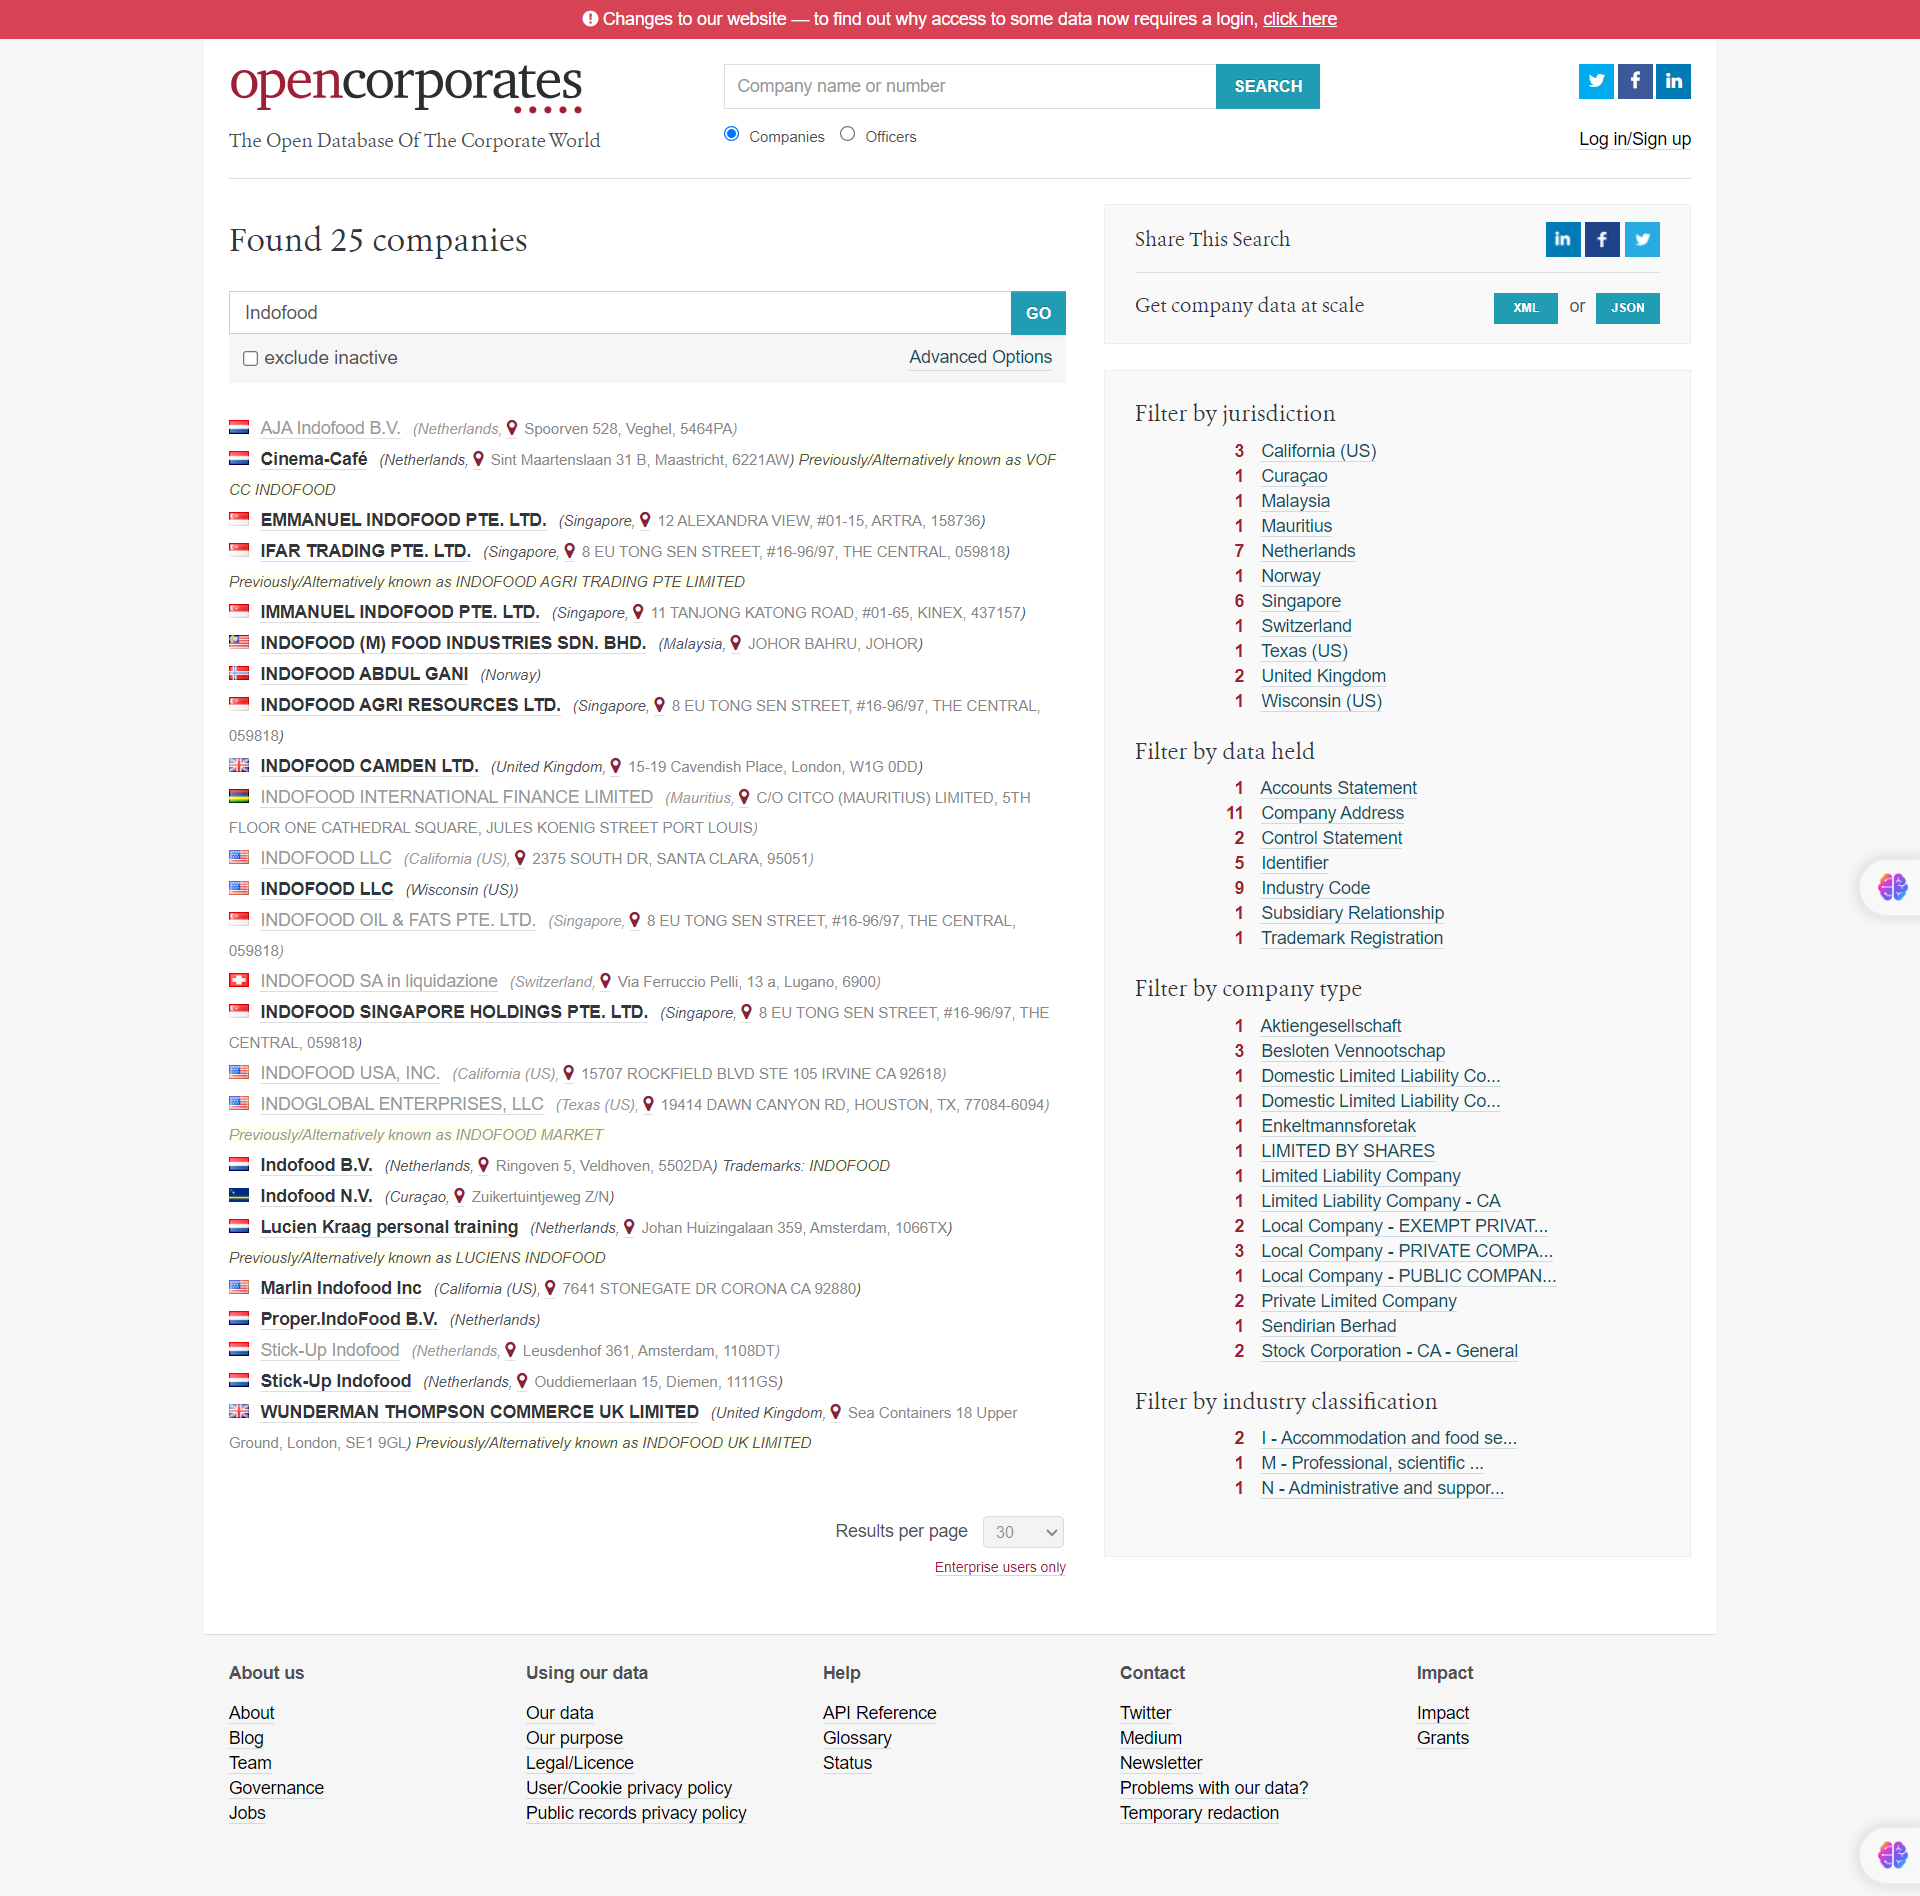 Changes to our website — to find out why access to some data now requires a login, click here
opencorporates
The Open Database Of The Corporate World
Company name or number
SEARCH
Companies
Officers
Log in/Sign up
Found 25 companies
Indofood
GO
exclude inactive
Advanced Options
AJA Indofood B.V. (Netherlands, Spoorven 528, Veghel, 5464PA)
Cinema-Café (Netherlands, Sint Maartenslaan 31 B, Maastricht, 6221AW) Previously/Alternatively known as VOF
CC INDOFOOD
EMMANUEL INDOFOOD PTE. LTD. (Singapore, 12 ALEXANDRA VIEW, #01-15, ARTRA, 158736)
IFAR TRADING PTE. LTD. (Singapore, 8 EU TONG SEN STREET, #16-96/97, THE CENTRAL, 059818)
Previously/Alternatively known as INDOFOOD AGRI TRADING PTE LIMITED
IMMANUEL INDOFOOD PTE. LTD. (Singapore, 11 TANJONG KATONG ROAD, #01-65, KINEX, 437157)
INDOFOOD (M) FOOD INDUSTRIES SDN. BHD. (Malaysia, JOHOR BAHRU, JOHOR)
INDOFOOD ABDUL GANI (Norway)
INDOFOOD AGRI RESOURCES LTD. (Singapore, 8 EU TONG SEN STREET, #16-96/97, THE CENTRAL,
059818)
INDOFOOD CAMDEN LTD. (United Kingdom, 15-19 Cavendish Place, London, W1G 0DD)
INDOFOOD INTERNATIONAL FINANCE LIMITED (Mauritius, C/O CITCO (MAURITIUS) LIMITED, 5TH
FLOOR ONE CATHEDRAL SQUARE, JULES KOENIG STREET PORT LOUIS)
INDOFOOD LLC (California (US), 2375 SOUTH DR, SANTA CLARA, 95051)
INDOFOOD LLC (Wisconsin (US))
INDOFOOD OIL & FATS PTE. LTD. (Singapore, 8 EU TONG SEN STREET, #16-96/97, THE CENTRAL,
059818)
INDOFOOD SA in liquidazione (Switzerland, Via Ferruccio Pelli, 13 a, Lugano, 6900)
INDOFOOD SINGAPORE HOLDINGS PTE. LTD. (Singapore, 8 EU TONG SEN STREET, #16-96/97, THE
CENTRAL, 059818)
INDOFOOD USA, INC. (California (US), 15707 ROCKFIELD BLVD STE 105 IRVINE CA 92618)
INDOGLOBAL ENTERPRISES, LLC (Texas (US), 19414 DAWN CANYON RD, HOUSTON, TX, 77084-6094)
Previously/Alternatively known as INDOFOOD MARKET
Indofood B.V. (Netherlands, Ringoven 5, Veldhoven, 5502DA) Trademarks: INDOFOOD
Indofood N.V. (Curaçao, Zuikertuintjeweg Z/N)
Lucien Kraag personal training (Netherlands, Johan Huizingalaan 359, Amsterdam, 1066TX)
Previously/Alternatively known as LUCIENS INDOFOOD
Marlin Indofood Inc (California (US), 7641 STONEGATE DR CORONA CA 92880)
Proper.IndoFood B.V. (Netherlands)
Stick-Up Indofood (Netherlands, Leusdenhof 361, Amsterdam, 1108DT)
Stick-Up Indofood (Netherlands, Ouddiemerlaan 15, Diemen, 1111GS)
WUNDERMAN THOMPSON COMMERCE UK LIMITED (United Kingdom, Sea Containers 18 Upper
Ground, London, SE1 9GL) Previously/Alternatively known as INDOFOOD UK LIMITED
Results per page 30
Enterprise users only
Share This Search
Get company data at scale XML or JSON
Filter by jurisdiction
3 California (US)
1 Curaçao
1 Malaysia
1 Mauritius
7 Netherlands
1 Norway
6 Singapore
1 Switzerland
1 Texas (US)
2 United Kingdom
1 Wisconsin (US)
Filter by data held
1 Accounts Statement
11 Company Address
2 Control Statement
5 Identifier
9 Industry Code
1 Subsidiary Relationship
1 Trademark Registration
Filter by company type
1 Aktiengesellschaft
3 Besloten Vennootschap
1 Domestic Limited Liability Co...
1 Domestic Limited Liability Co...
1 Enkeltmannsforetak
1 LIMITED BY SHARES
1 Limited Liability Company
1 Limited Liability Company - CA
2 Local Company - EXEMPT PRIVAT...
3 Local Company - PRIVATE COMPA...
1 Local Company - PUBLIC COMPAN...
2 Private Limited Company
1 Sendirian Berhad
2 Stock Corporation - CA - General
Filter by industry classification
2 I - Accommodation and food se...
1 M - Professional, scientific ...
1 N - Administrative and suppor...
About us
About
Blog
Team
Governance
Jobs
Using our data
Our data
Our purpose
Legal/Licence
User/Cookie privacy policy
Public records privacy policy
Help
API Reference
Glossary
Status
Contact
Twitter
Medium
Newsletter
Problems with our data?
Temporary redaction
Impact
Impact
Grants